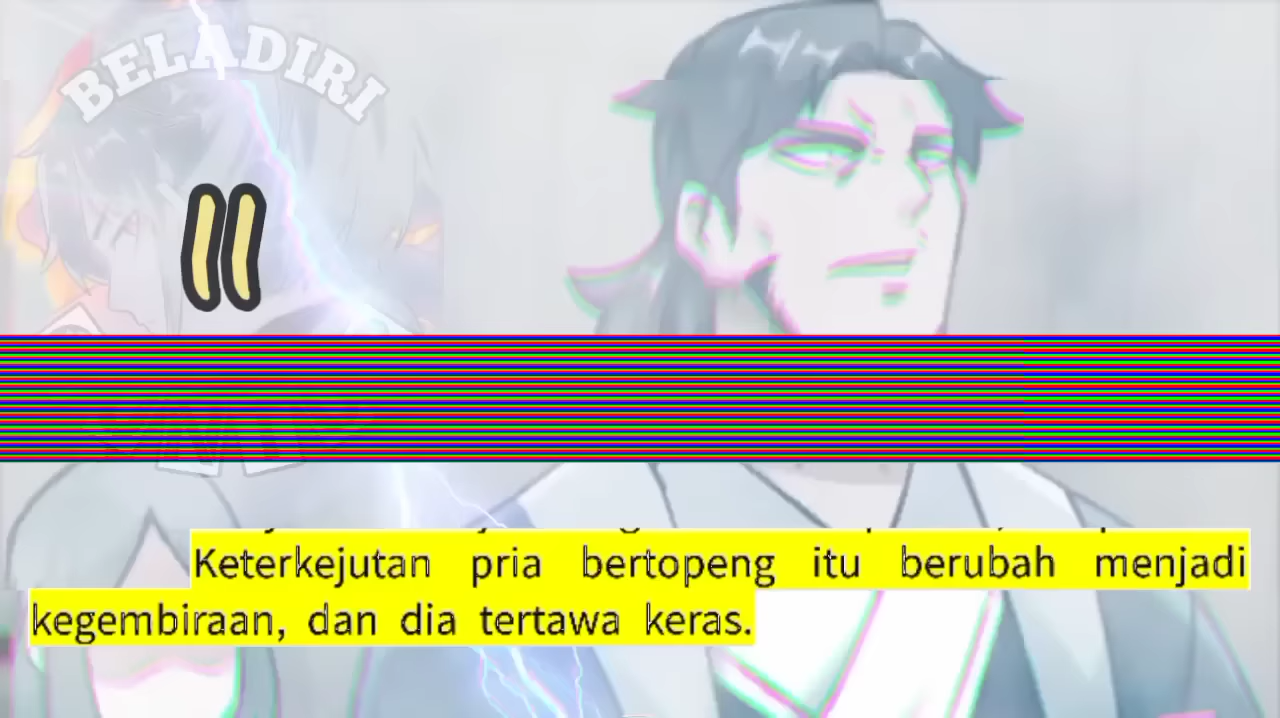 BELADIRI
Keterkejutan pria bertopeng itu berubah menjadi
kegembiraan, dan dia tertawa keras.